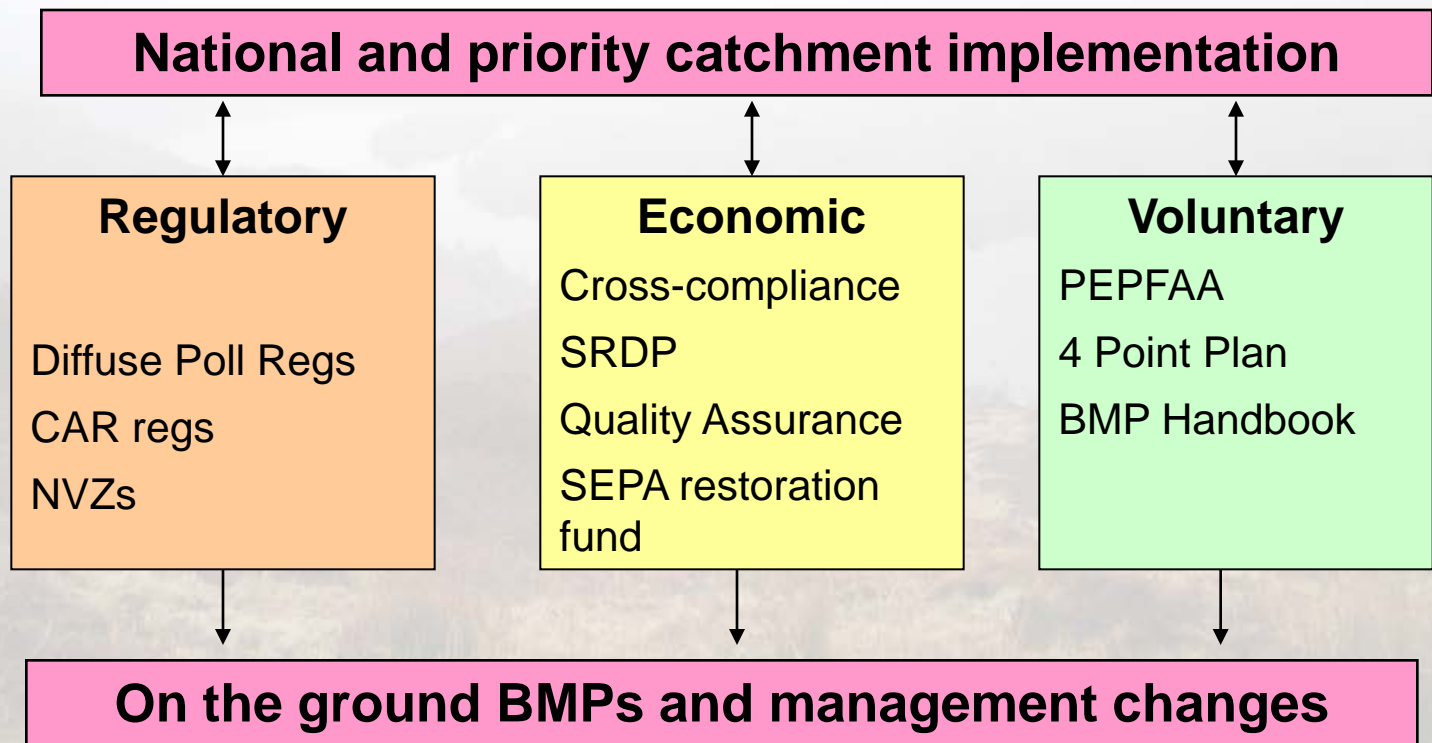 National and priority catchment implementation
Regulatory
Diffuse Poll Regs
CAR regs
NVZs
Economic
Cross-compliance
SRDP
Quality Assurance
SEPA restoration
fund
Voluntary
PEPFAA
4 Point Plan
BMP Handbook
On the ground BMPs and management changes